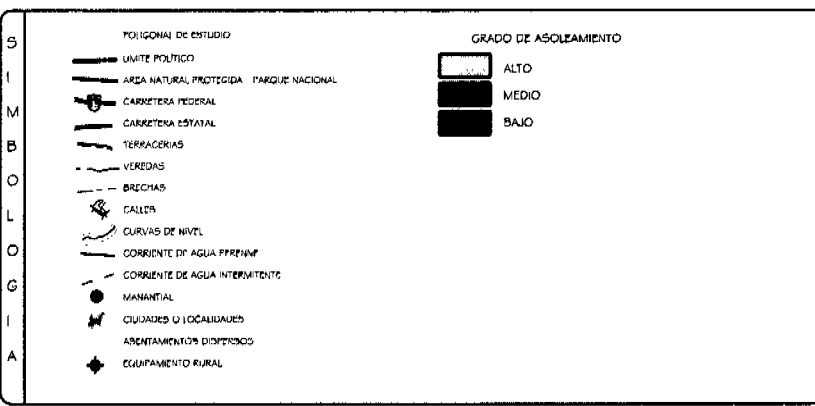 SIMBOLOGIA
POLIGONAL DE ESTUDIO
LIMITE POLITICO
AREA NATURAL PROTEGIDA PARQUE NACIONAL
CARRETERA FEDERAL
CARRETERA ESTATAL
TERRACERIAS
VEREDAS
BRECHAS
CALLES
CURVAS DE NIVEL
CORRIENTE DE AGUA PERENNE
CORRIENTE DE AGUA INTERMITENTE
MANANTIAL
CIUDADES O LOCALIDADES
ASENTAMIENTOS DISPERSOS
EQUIPAMIENTO RURAL
GRADO DE ASOLEAMIENTO
ALTO
MEDIO
BAJO